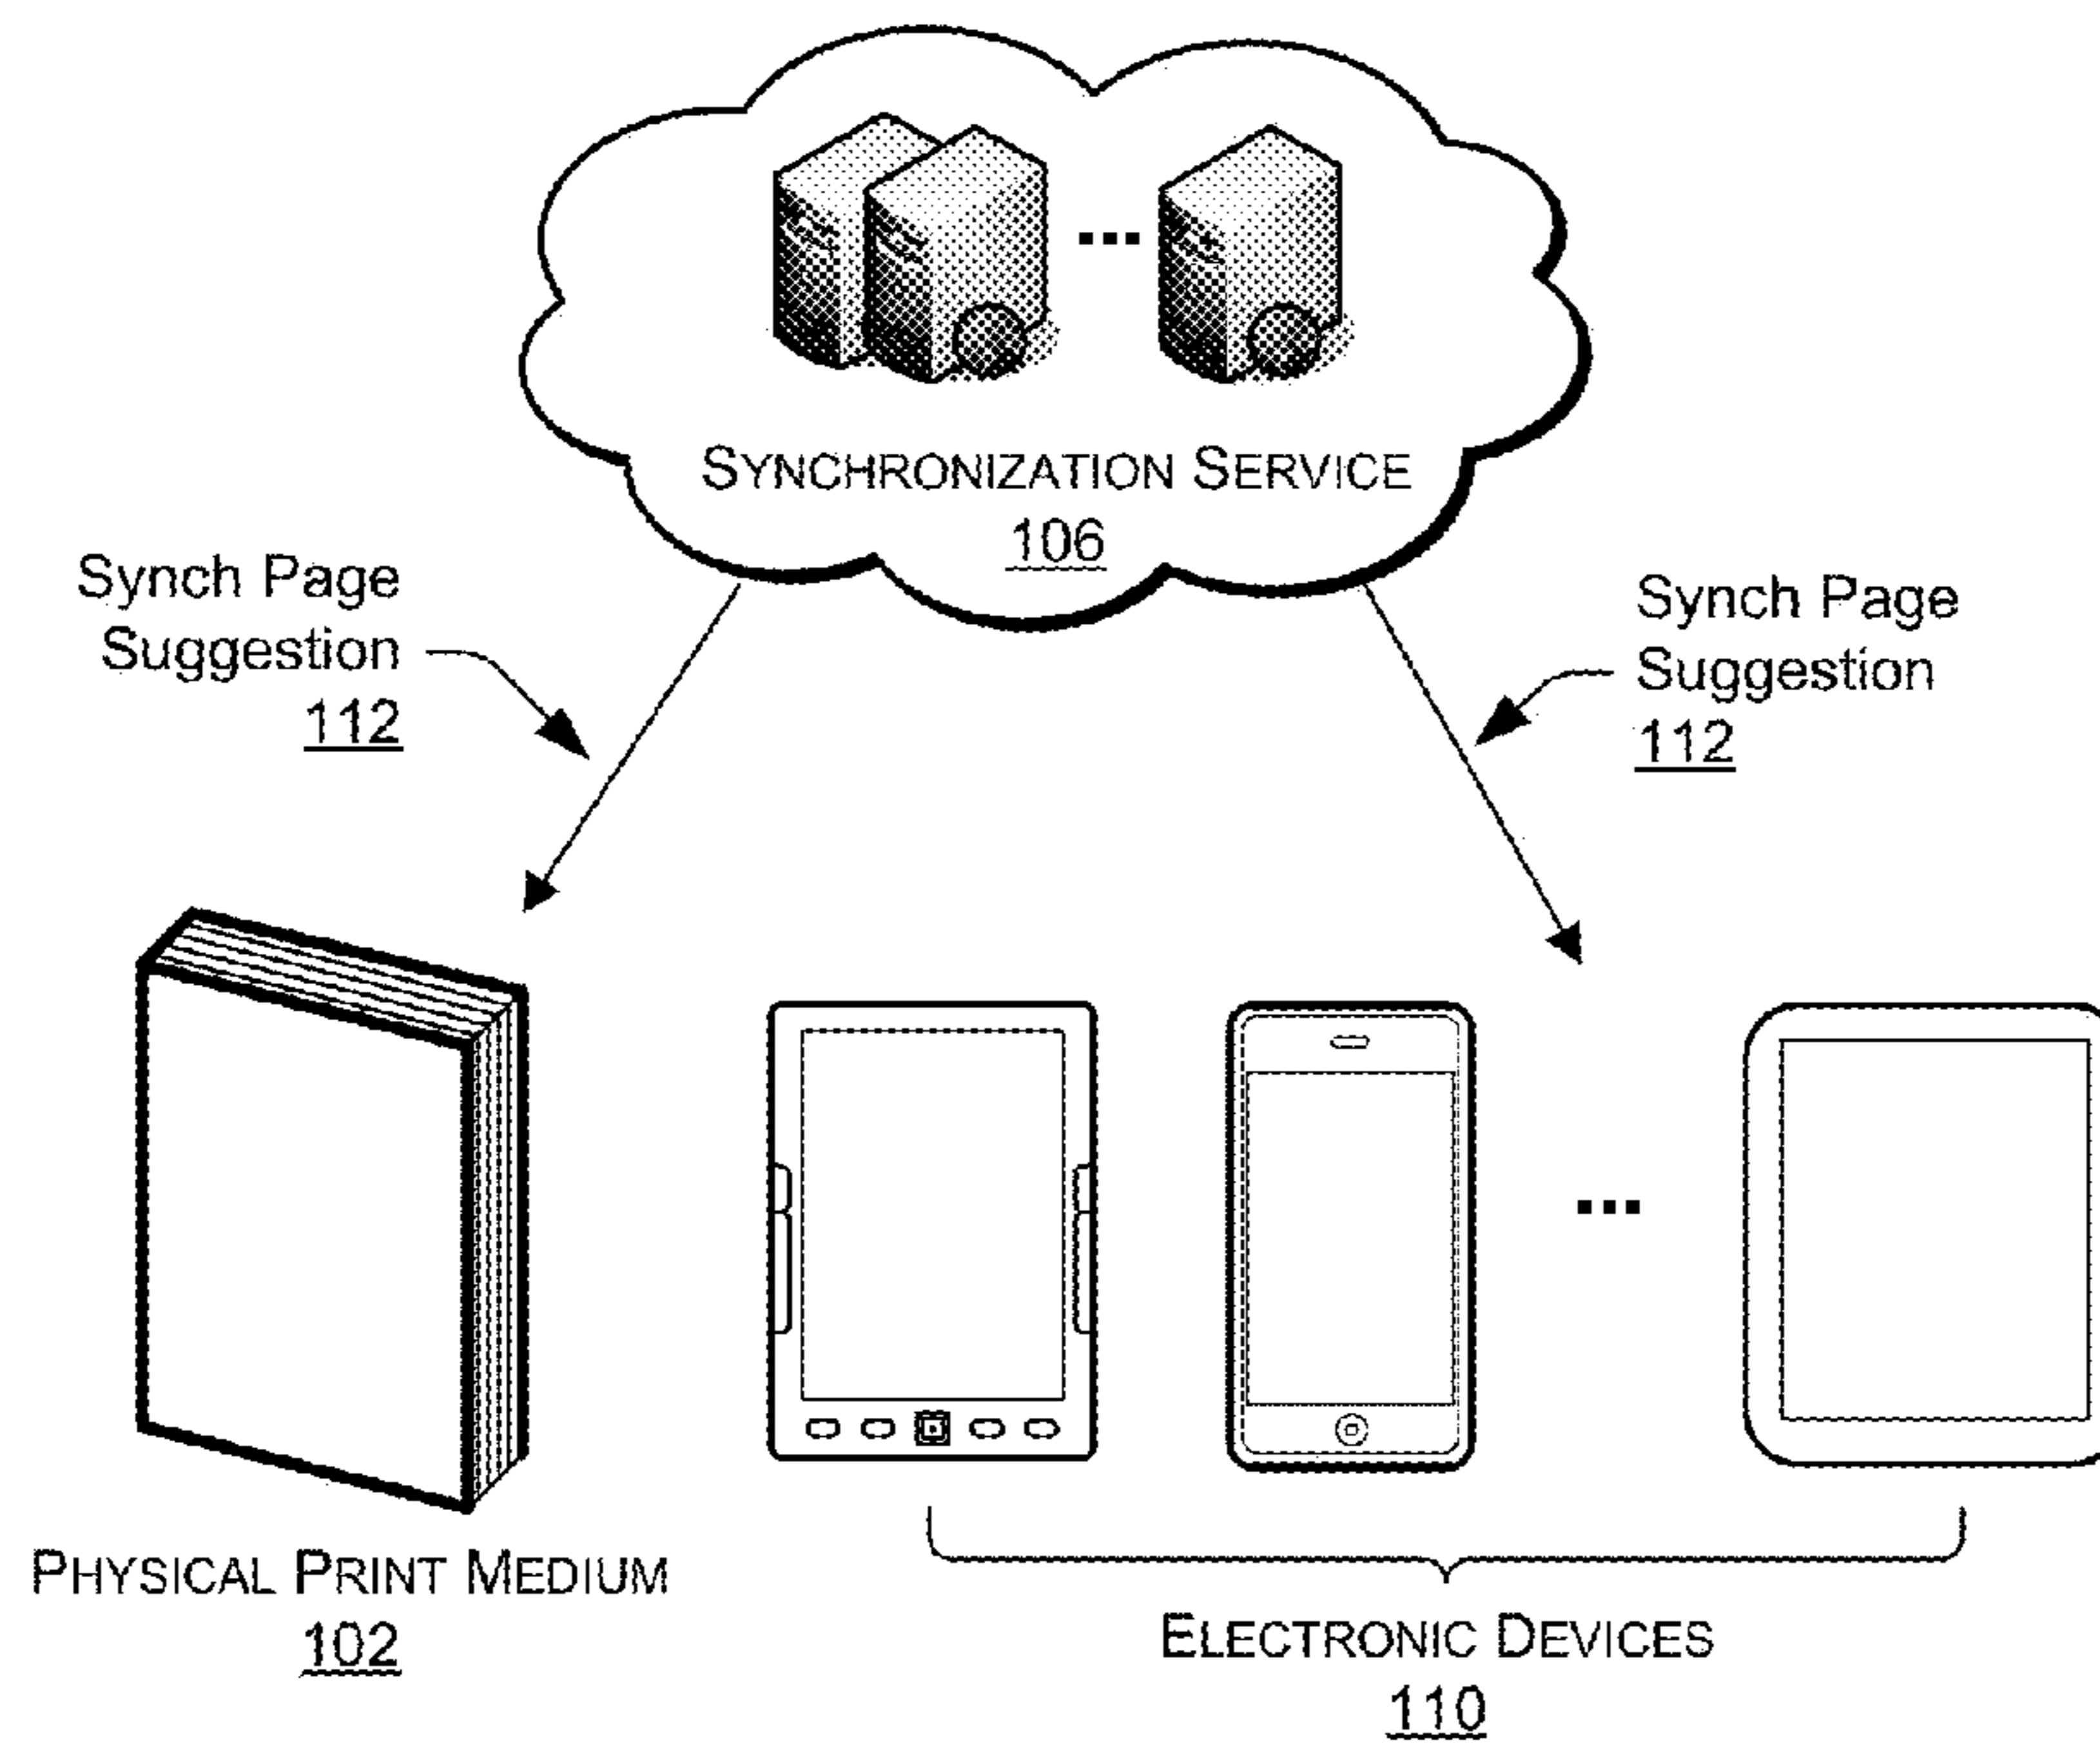 SYNCHRONIZATION SERVICE
106
Synch Page
Suggestion
112
Synch Page
Suggestion
112
PHYSICAL PRINT MEDIUM
102
ELECTRONIC DEVICES
110